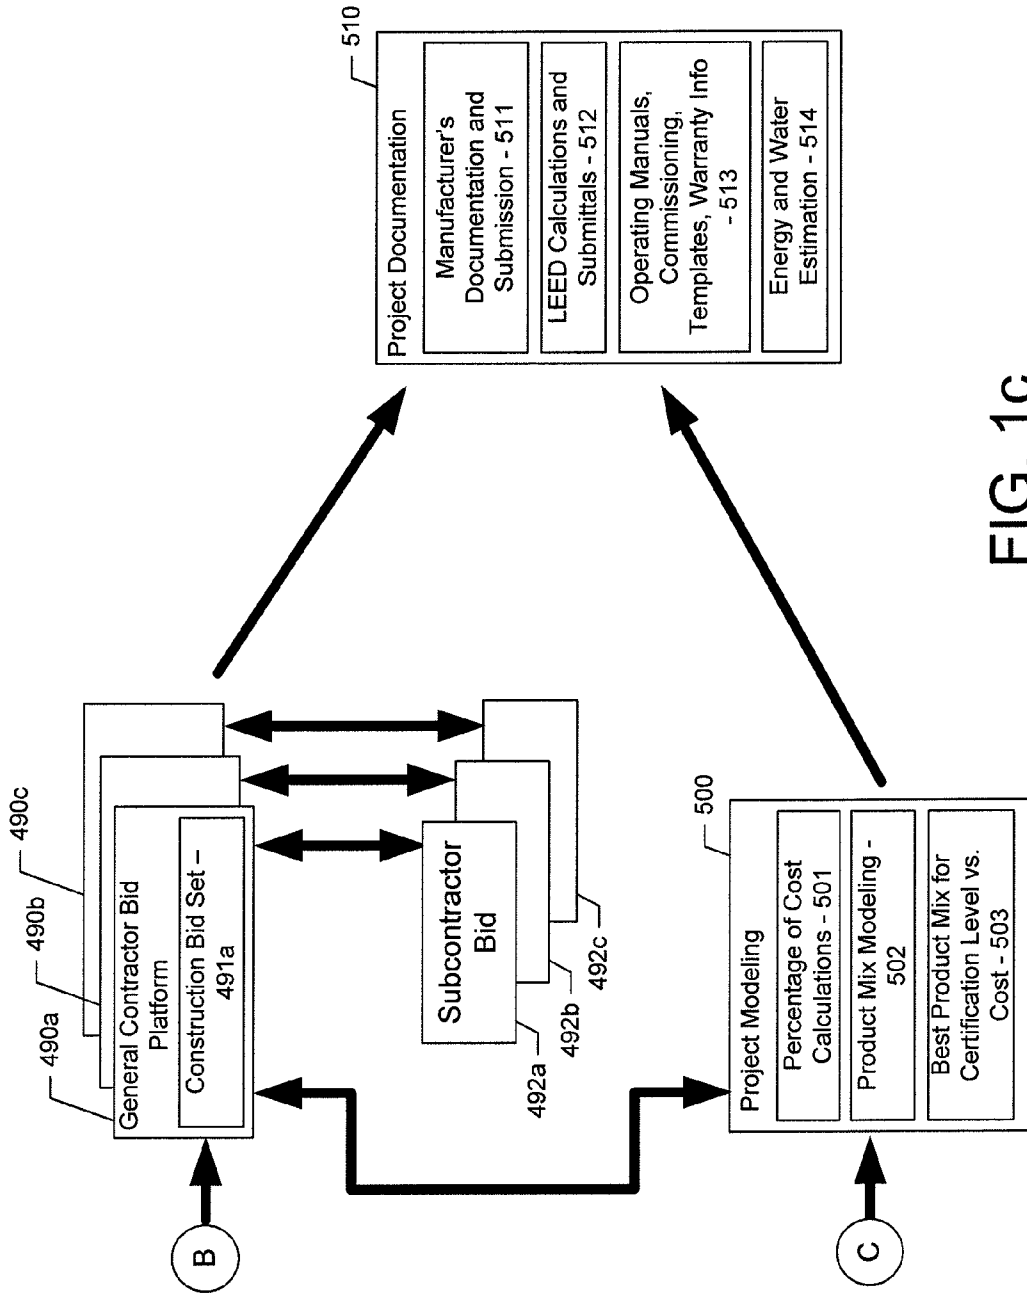 B
490a
490b
490c
General Contractor Bid
Platform
Construction Bid Set –
491a
Subcontractor
Bid
492a
492b
492c
C
500
Project Modeling
Percentage of Cost
Calculations - 501
Product Mix Modeling -
502
Best Product Mix for
Certification Level vs.
Cost - 503
510
Project Documentation
Manufacturer's
Documentation and
Submission - 511
LEED Calculations and
Submittals - 512
Operating Manuals,
Commissioning,
Templates, Warranty Info
- 513
Energy and Water
Estimation - 514
FIG. 1c